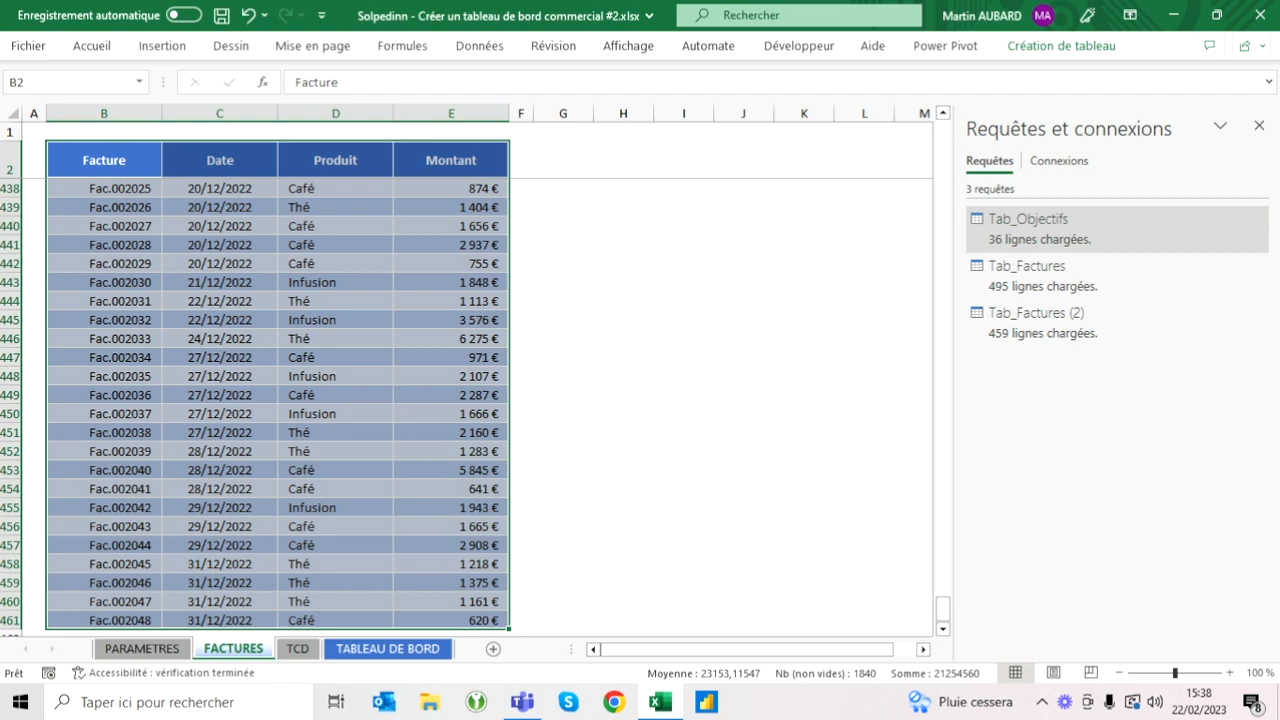 Enregistrement automatique Solpedinn - Créer un tableau de bord commercial #2.xlsx Rechercher Martin AUBARD MA
Fichier Accueil Insertion Dessin Mise en page Formules Données Révision Affichage Automate Développeur Aide Power Pivot Création de tableau
B2 fx Facture
A B C D E F G H I J K L M
1
2 Facture Date Produit Montant
438 Fac.002025 20/12/2022 Café 874 €
439 Fac.002026 20/12/2022 Thé 1 404 €
440 Fac.002027 20/12/2022 Café 1 656 €
441 Fac.002028 20/12/2022 Café 2 937 €
442 Fac.002029 20/12/2022 Café 755 €
443 Fac.002030 21/12/2022 Infusion 1 848 €
444 Fac.002031 22/12/2022 Thé 1 113 €
445 Fac.002032 22/12/2022 Infusion 3 576 €
446 Fac.002033 24/12/2022 Thé 6 275 €
447 Fac.002034 27/12/2022 Café 971 €
448 Fac.002035 27/12/2022 Infusion 2 107 €
449 Fac.002036 27/12/2022 Café 2 287 €
450 Fac.002037 27/12/2022 Infusion 1 666 €
451 Fac.002038 27/12/2022 Thé 2 160 €
452 Fac.002039 28/12/2022 Thé 1 283 €
453 Fac.002040 28/12/2022 Café 5 845 €
454 Fac.002041 28/12/2022 Café 641 €
455 Fac.002042 29/12/2022 Infusion 1 943 €
456 Fac.002043 29/12/2022 Café 1 665 €
457 Fac.002044 29/12/2022 Café 2 908 €
458 Fac.002045 31/12/2022 Thé 1 218 €
459 Fac.002046 31/12/2022 Thé 1 375 €
460 Fac.002047 31/12/2022 Thé 1 161 €
461 Fac.002048 31/12/2022 Café 620 €
Requêtes et connexions
Requêtes Connexions
3 requêtes
Tab_Objectifs
36 lignes chargées.
Tab_Factures
495 lignes chargées.
Tab_Factures (2)
459 lignes chargées.
PARAMETRES FACTURES TCD TABLEAU DE BORD
Prêt Accessibilité : vérification terminée Moyenne : 23153,11547 Nb (non vides) : 1840 Somme : 21254560 100 %
Taper ici pour rechercher Pluie cessera 15:38
22/02/2023 8